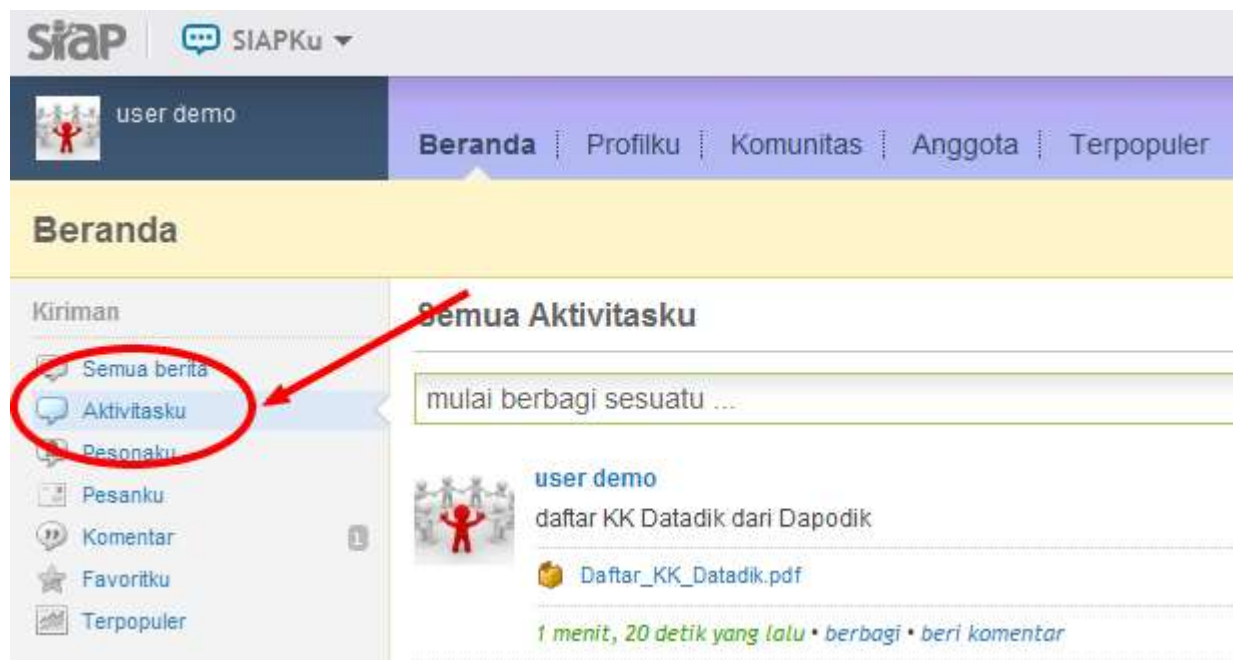 siap SIAPKu
user demo
Beranda Profilku Komunitas Anggota Terpopuler
Beranda
Kiriman
Semua berita
Aktivitasku
Pesonaku
Pesanku
Komentar 1
Favoritku
Terpopuler
Semua Aktivitasku
mulai berbagi sesuatu ...
user demo
daftar KK Datadik dari Dapodik
Daftar_KK_Datadik.pdf
1 menit, 20 detik yang lalu • berbagi • beri komentar